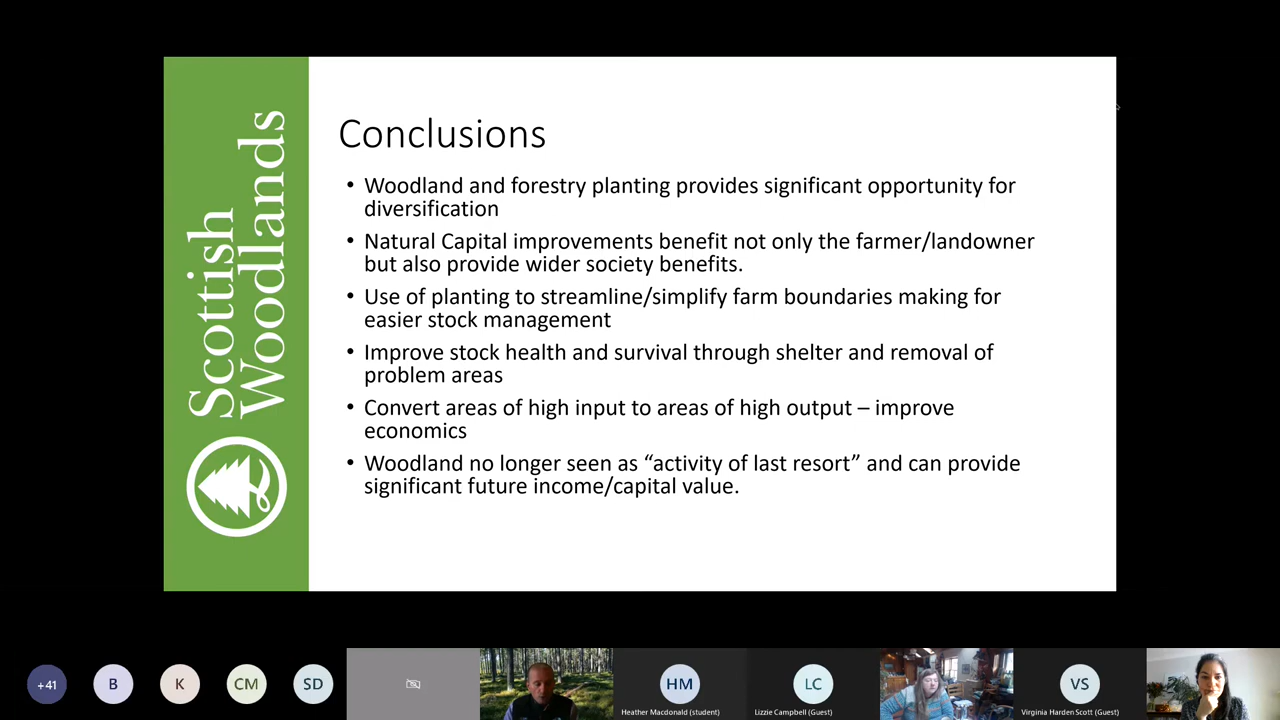 Scottish
Woodlands
Conclusions
• Woodland and forestry planting provides significant opportunity for
diversification
• Natural Capital improvements benefit not only the farmer/landowner
but also provide wider society benefits.
• Use of planting to streamline/simplify farm boundaries making for
easier stock management
• Improve stock health and survival through shelter and removal of
problem areas
• Convert areas of high input to areas of high output – improve
economics
• Woodland no longer seen as “activity of last resort” and can provide
significant future income/capital value.
+41
B
K
CM
SD
HM
LC
VS
Heather Macdonald (student)
Lizzie Campbell (Guest)
Virginia Harden Scott (Guest)